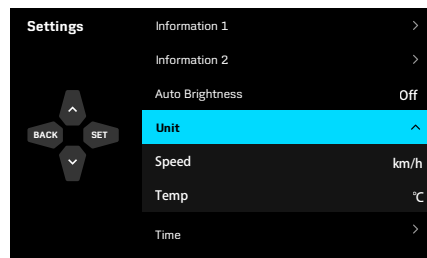 Settings
Information 1
Information 2
Auto Brightness Off
BACK SET
Unit
Speed km/h
Temp ℃
Time